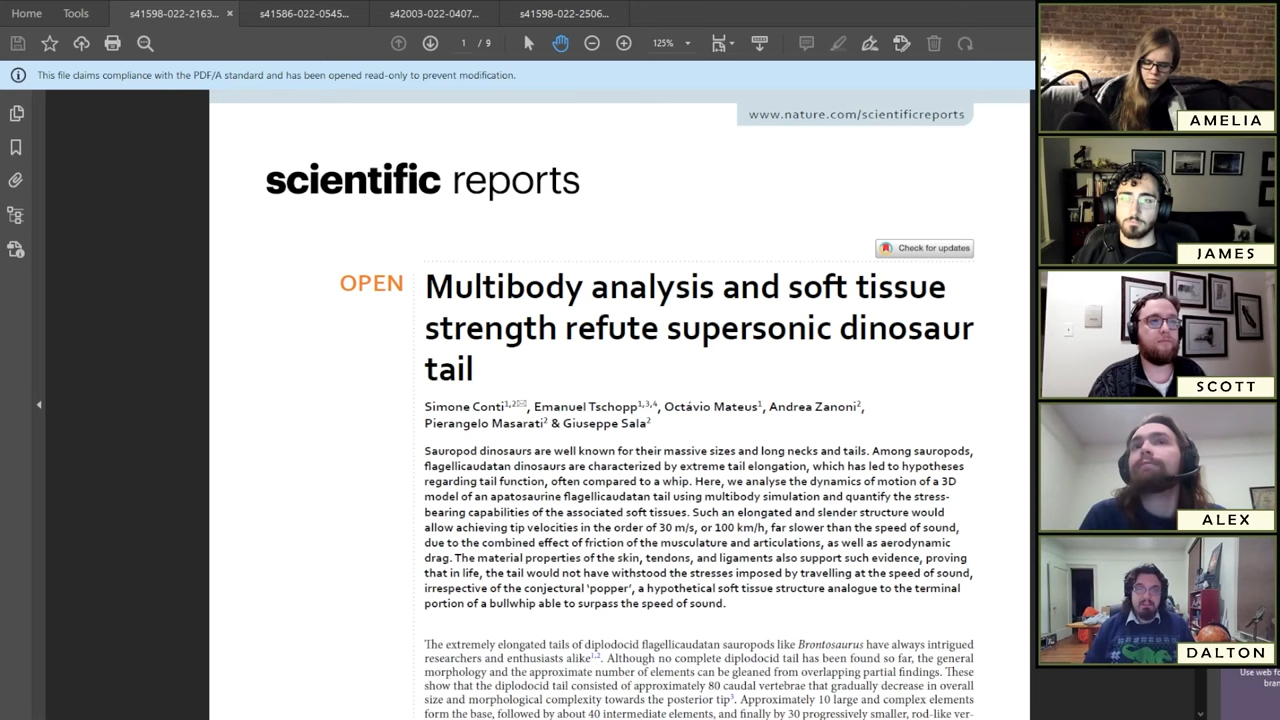 Home Tools s41598-022-2163... × s41586-022-0545... s42003-022-0407... s41598-022-2506...
1 / 9 125%
This file claims compliance with the PDF/A standard and has been opened read-only to prevent modification.
www.nature.com/scientificreports
scientific reports
Check for updates
OPEN
Multibody analysis and soft tissue
strength refute supersonic dinosaur
tail
Simone Conti1,2✉, Emanuel Tschopp1,3,4, Octávio Mateus1, Andrea Zanoni2,
Pierangelo Masarati2 & Giuseppe Sala2
Sauropod dinosaurs are well known for their massive sizes and long necks and tails. Among sauropods,
flagellicaudatan dinosaurs are characterized by extreme tail elongation, which has led to hypotheses
regarding tail function, often compared to a whip. Here, we analyse the dynamics of motion of a 3D
model of an apatosaurine flagellicaudatan tail using multibody simulation and quantify the stress-
bearing capabilities of the associated soft tissues. Such an elongated and slender structure would
allow achieving tip velocities in the order of 30 m/s, or 100 km/h, far slower than the speed of sound,
due to the combined effect of friction of the musculature and articulations, as well as aerodynamic
drag. The material properties of the skin, tendons, and ligaments also support such evidence, proving
that in life, the tail would not have withstood the stresses imposed by travelling at the speed of sound,
irrespective of the conjectural 'popper', a hypothetical soft tissue structure analogue to the terminal
portion of a bullwhip able to surpass the speed of sound.
The extremely elongated tails of diplodocid flagellicaudatan sauropods like Brontosaurus have always intrigued
researchers and enthusiasts alike1,2. Although no complete diplodocid tail has been found so far, the general
morphology and the approximate number of elements can be gleaned from overlapping partial findings. These
show that the diplodocid tail consisted of approximately 80 caudal vertebrae that gradually decrease in overall
size and morphological complexity towards the posterior tip3. Approximately 10 large and complex elements
form the base, followed by about 40 intermediate elements, and finally by 30 progressively smaller, rod-like ver-
AMELIA
JAMES
SCOTT
ALEX
DALTON
Use web fo
bran